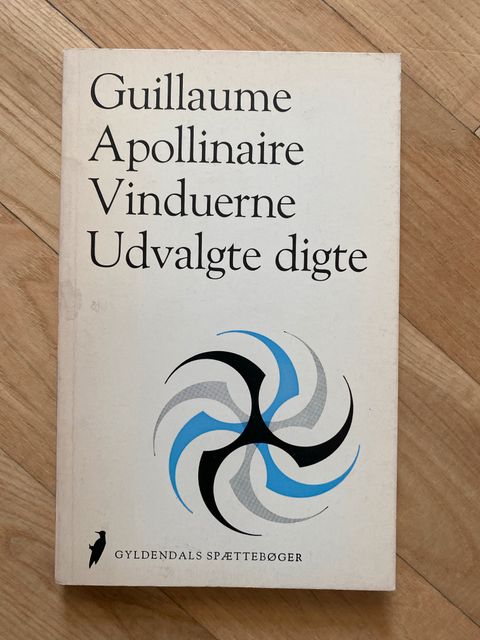 Guillaume
Apollinaire
Vinduerne
Udvalgte digte
GYLDENDALS SPÆTTEBØGER